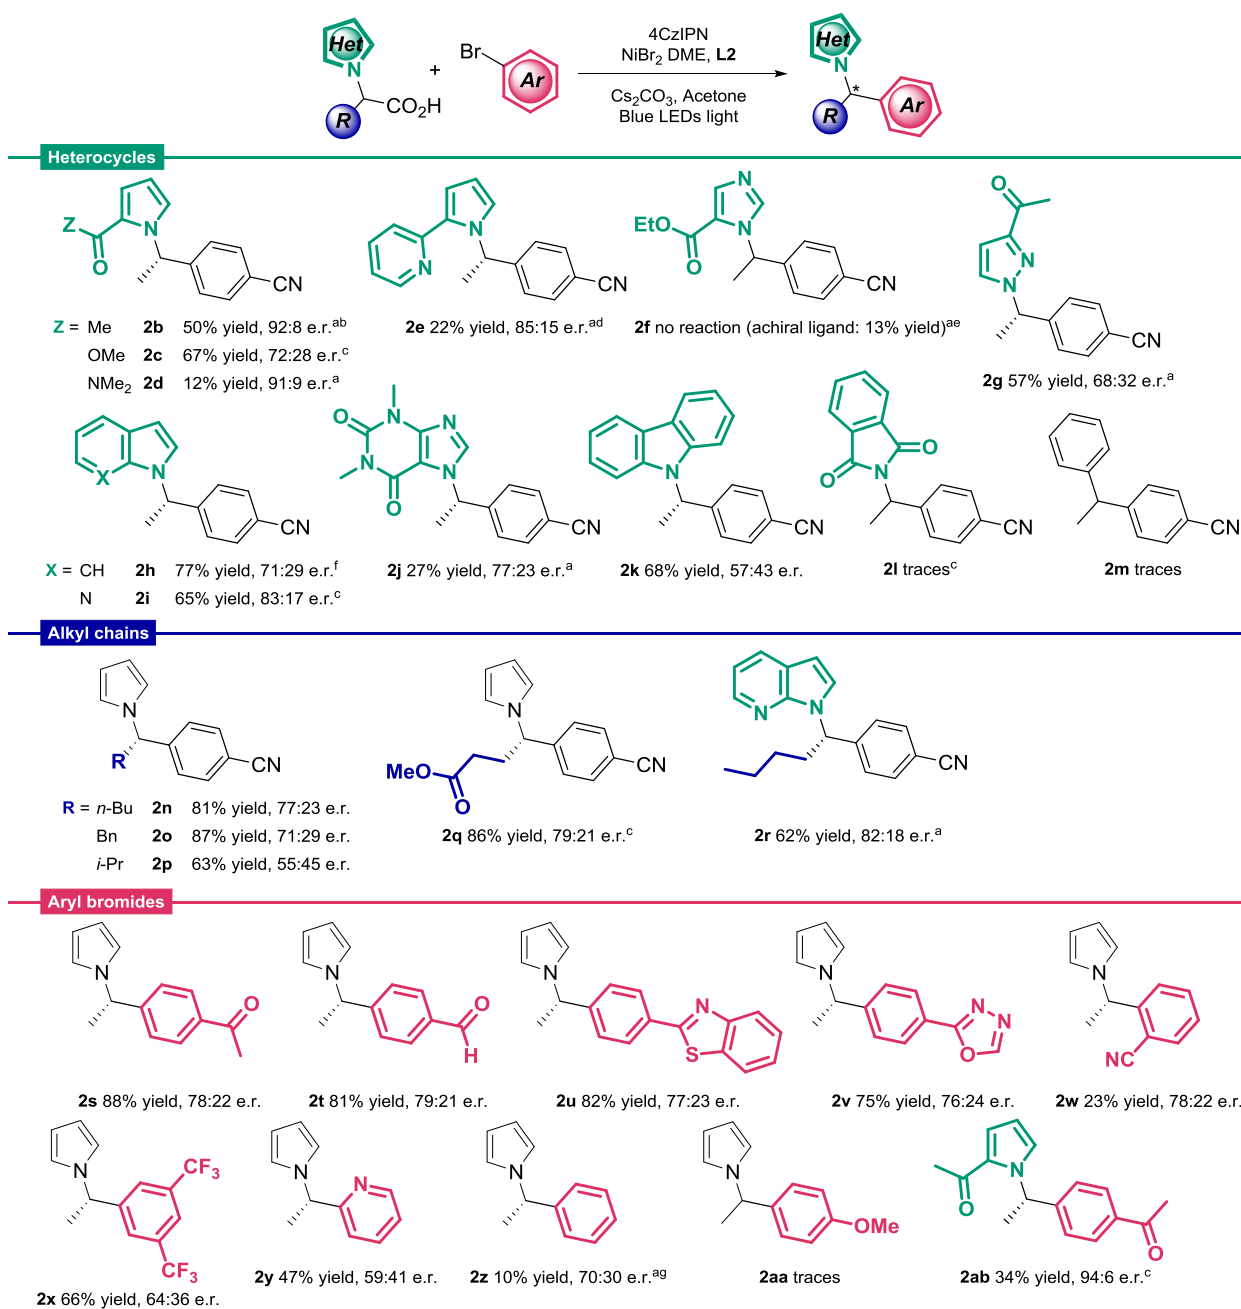 Het
N
R
CO₂H
+
Br
Ar
4CzIPN
NiBr₂ DME, L2
Cs₂CO₃, Acetone
Blue LEDs light
Het
N
*
R
Ar
Heterocycles
Z
O
N
CN
Z = Me 2b 50% yield, 92:8 e.r.ᵃᵇ
OMe 2c 67% yield, 72:28 e.r.ᶜ
NMe₂ 2d 12% yield, 91:9 e.r.ᵃ
N
N
CN
2e 22% yield, 85:15 e.r.ᵃᵈ
N
EtO
N
O
CN
2f no reaction (achiral ligand: 13% yield)ᵃᵉ
O
N
N
CN
2g 57% yield, 68:32 e.r.ᵃ
X
N
CN
X = CH 2h 77% yield, 71:29 e.r.ᶠ
N 2i 65% yield, 83:17 e.r.ᶜ
O
N
N
N
N
O
CN
2j 27% yield, 77:23 e.r.ᵃ
N
CN
2k 68% yield, 57:43 e.r.
O
O
N
CN
2l tracesᶜ
CN
2m traces
Alkyl chains
N
R
CN
R = n-Bu 2n 81% yield, 77:23 e.r.
Bn 2o 87% yield, 71:29 e.r.
i-Pr 2p 63% yield, 55:45 e.r.
N
MeO
O
CN
2q 86% yield, 79:21 e.r.ᶜ
N
N
CN
2r 62% yield, 82:18 e.r.ᵃ
Aryl bromides
N
O
2s 88% yield, 78:22 e.r.
N
O
H
2t 81% yield, 79:21 e.r.
N
N
S
2u 82% yield, 77:23 e.r.
N
N
N
O
2v 75% yield, 76:24 e.r.
N
NC
2w 23% yield, 78:22 e.r.
N
CF₃
CF₃
2x 66% yield, 64:36 e.r.
N
N
2y 47% yield, 59:41 e.r.
N
2z 10% yield, 70:30 e.r.ᵃᵍ
N
OMe
2aa traces
N
O
O
2ab 34% yield, 94:6 e.r.ᶜ